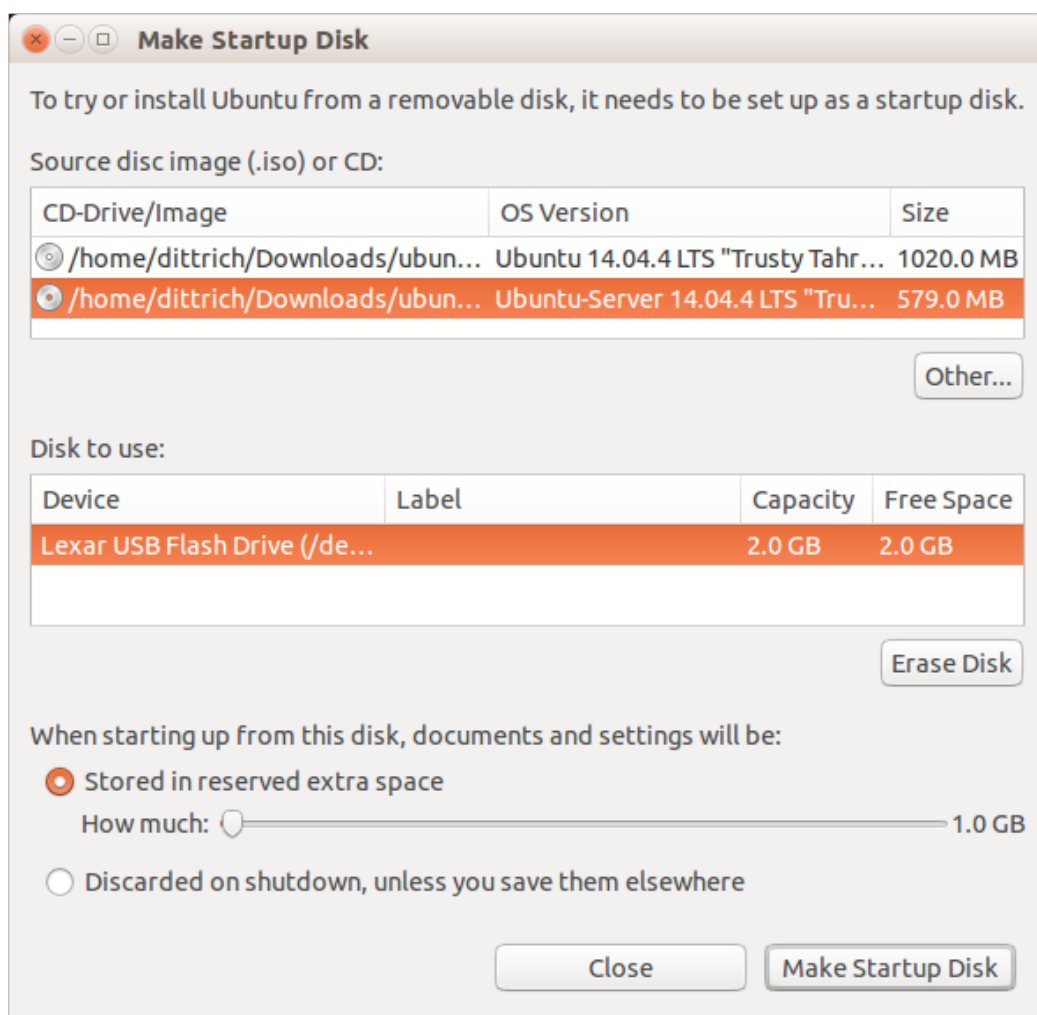 Make Startup Disk
To try or install Ubuntu from a removable disk, it needs to be set up as a startup disk.
Source disc image (.iso) or CD:
CD-Drive/Image OS Version Size
/home/dittrich/Downloads/ubun... Ubuntu 14.04.4 LTS "Trusty Tahr... 1020.0 MB
/home/dittrich/Downloads/ubun... Ubuntu-Server 14.04.4 LTS "Tru... 579.0 MB
Other...
Disk to use:
Device Label Capacity Free Space
Lexar USB Flash Drive (/de... 2.0 GB 2.0 GB
Erase Disk
When starting up from this disk, documents and settings will be:
Stored in reserved extra space
How much: 1.0 GB
Discarded on shutdown, unless you save them elsewhere
Close Make Startup Disk